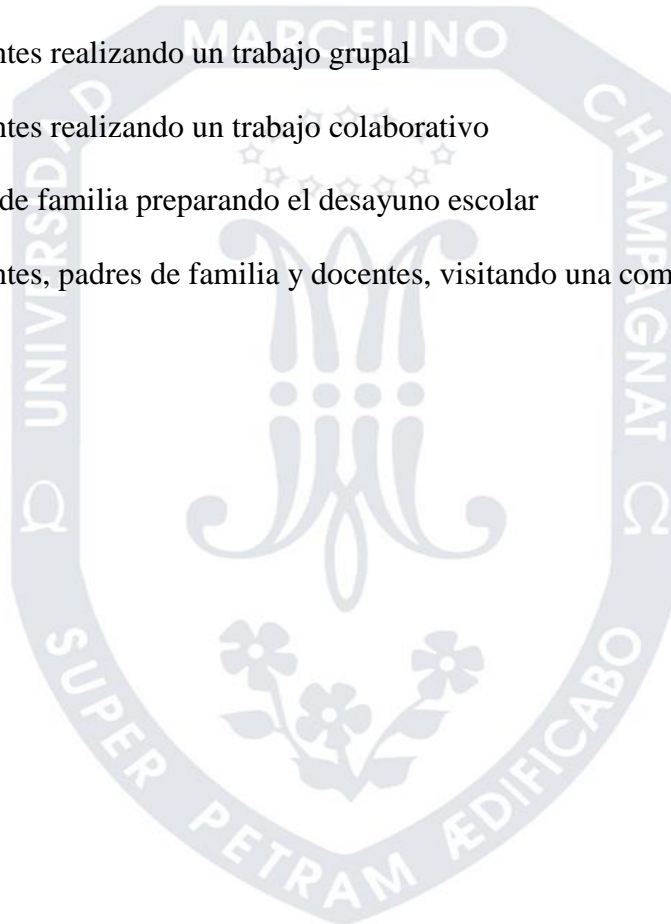 ntes realizando un trabajo grupal
ntes realizando un trabajo colaborativo
de familia preparando el desayuno escolar
ntes, padres de familia y docentes, visitando una com
UNIVERSIDAD MARCELINO CHAMPAGNAT
SUPER PETRAM ÆDIFICABO